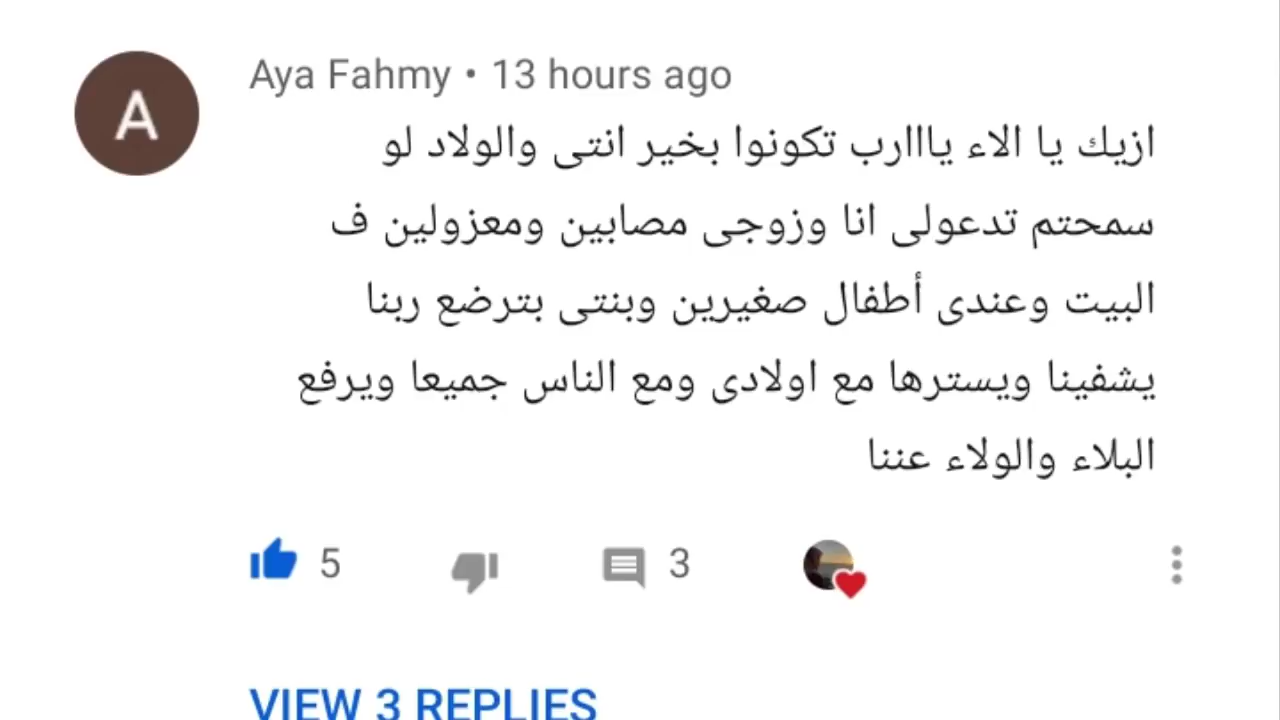 Aya Fahmy • 13 hours ago
A
ازيك يا الاء ياااارب تكونوا بخير انتى والولاد لو
سمحتم تدعولى انا وزوجى مصابين ومعزولين ف
البيت وعندى أطفال صغيرين وبنتى بترضع ربنا
يشفينا ويسترها مع اولادى ومع الناس جميعا ويرفع
البلاء والولاء عننا
5 3
VIEW 3 REPLIES